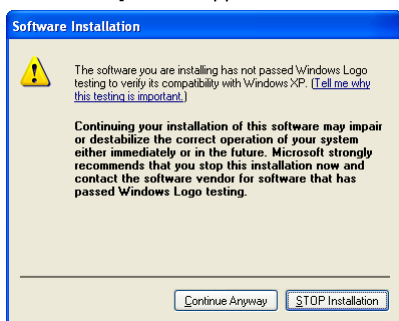 Software Installation
The software you are installing has not passed Windows Logo
testing to verify its compatibility with Windows XP. (Tell me why
this testing is important.)
Continuing your installation of this software may impair
or destabilize the correct operation of your system
either immediately or in the future. Microsoft strongly
recommends that you stop this installation now and
contact the software vendor for software that has
passed Windows Logo testing.
Continue Anyway STOP Installation